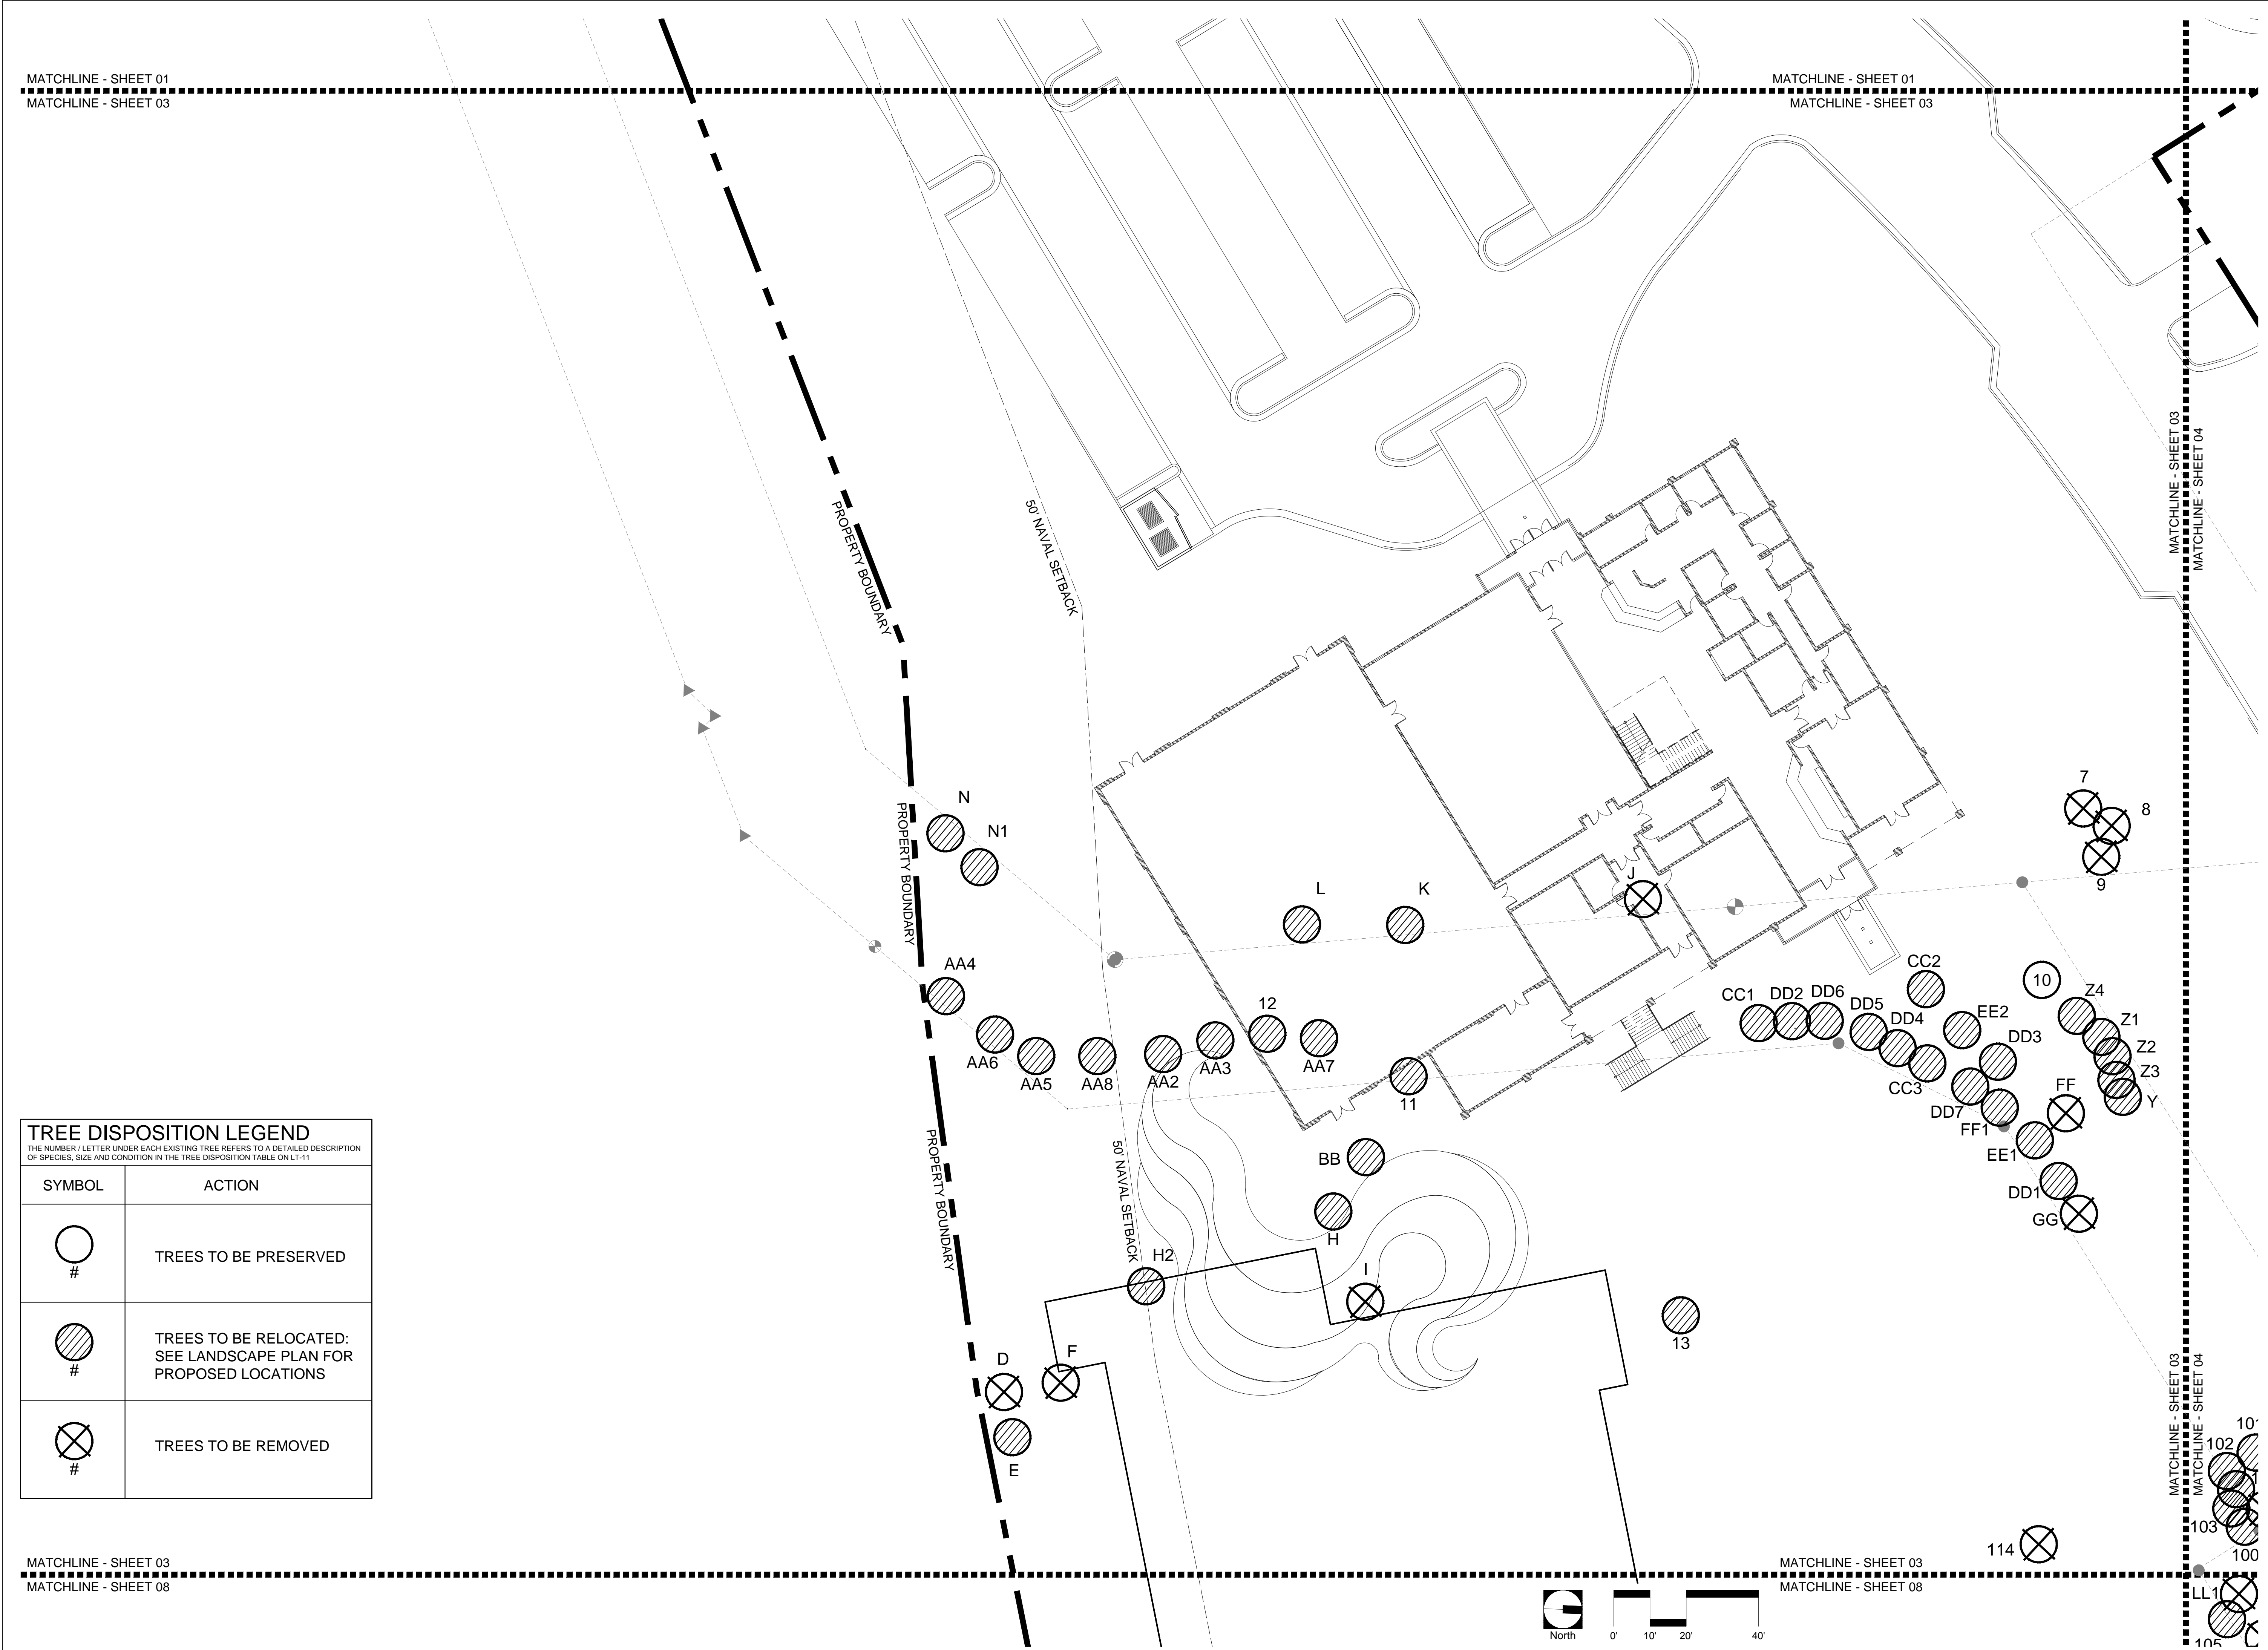 MATCHLINE - SHEET 01
MATCHLINE - SHEET 03
MATCHLINE - SHEET 01
MATCHLINE - SHEET 03
MATCHLINE - SHEET 03
MATCHLINE - SHEET 04
PROPERTY BOUNDARY
50' NAVAL SETBACK
7
8
9
N
N1
PROPERTY BOUNDARY
L
K
J
AA4
AA6
AA5
AA8
AA2
AA3
12
AA7
11
CC1
DD2
DD6
DD5
DD4
CC2
CC3
EE2
DD3
10
Z4
Z1
Z2
Z3
Y
DD7
FF1
FF
EE1
DD1
GG
PROPERTY BOUNDARY
50' NAVAL SETBACK
BB
H
H2
I
13
D
F
E
TREE DISPOSITION LEGEND
THE NUMBER / LETTER UNDER EACH EXISTING TREE REFERS TO A DETAILED DESCRIPTION
OF SPECIES, SIZE AND CONDITION IN THE TREE DISPOSITION TABLE ON LT-11
SYMBOL
ACTION
#
TREES TO BE PRESERVED
#
TREES TO BE RELOCATED:
SEE LANDSCAPE PLAN FOR
PROPOSED LOCATIONS
#
TREES TO BE REMOVED
MATCHLINE - SHEET 03
MATCHLINE - SHEET 04
102
103
100
114
MATCHLINE - SHEET 03
MATCHLINE - SHEET 08
MATCHLINE - SHEET 03
MATCHLINE - SHEET 08
LL1
North
0'
10'
20'
40'